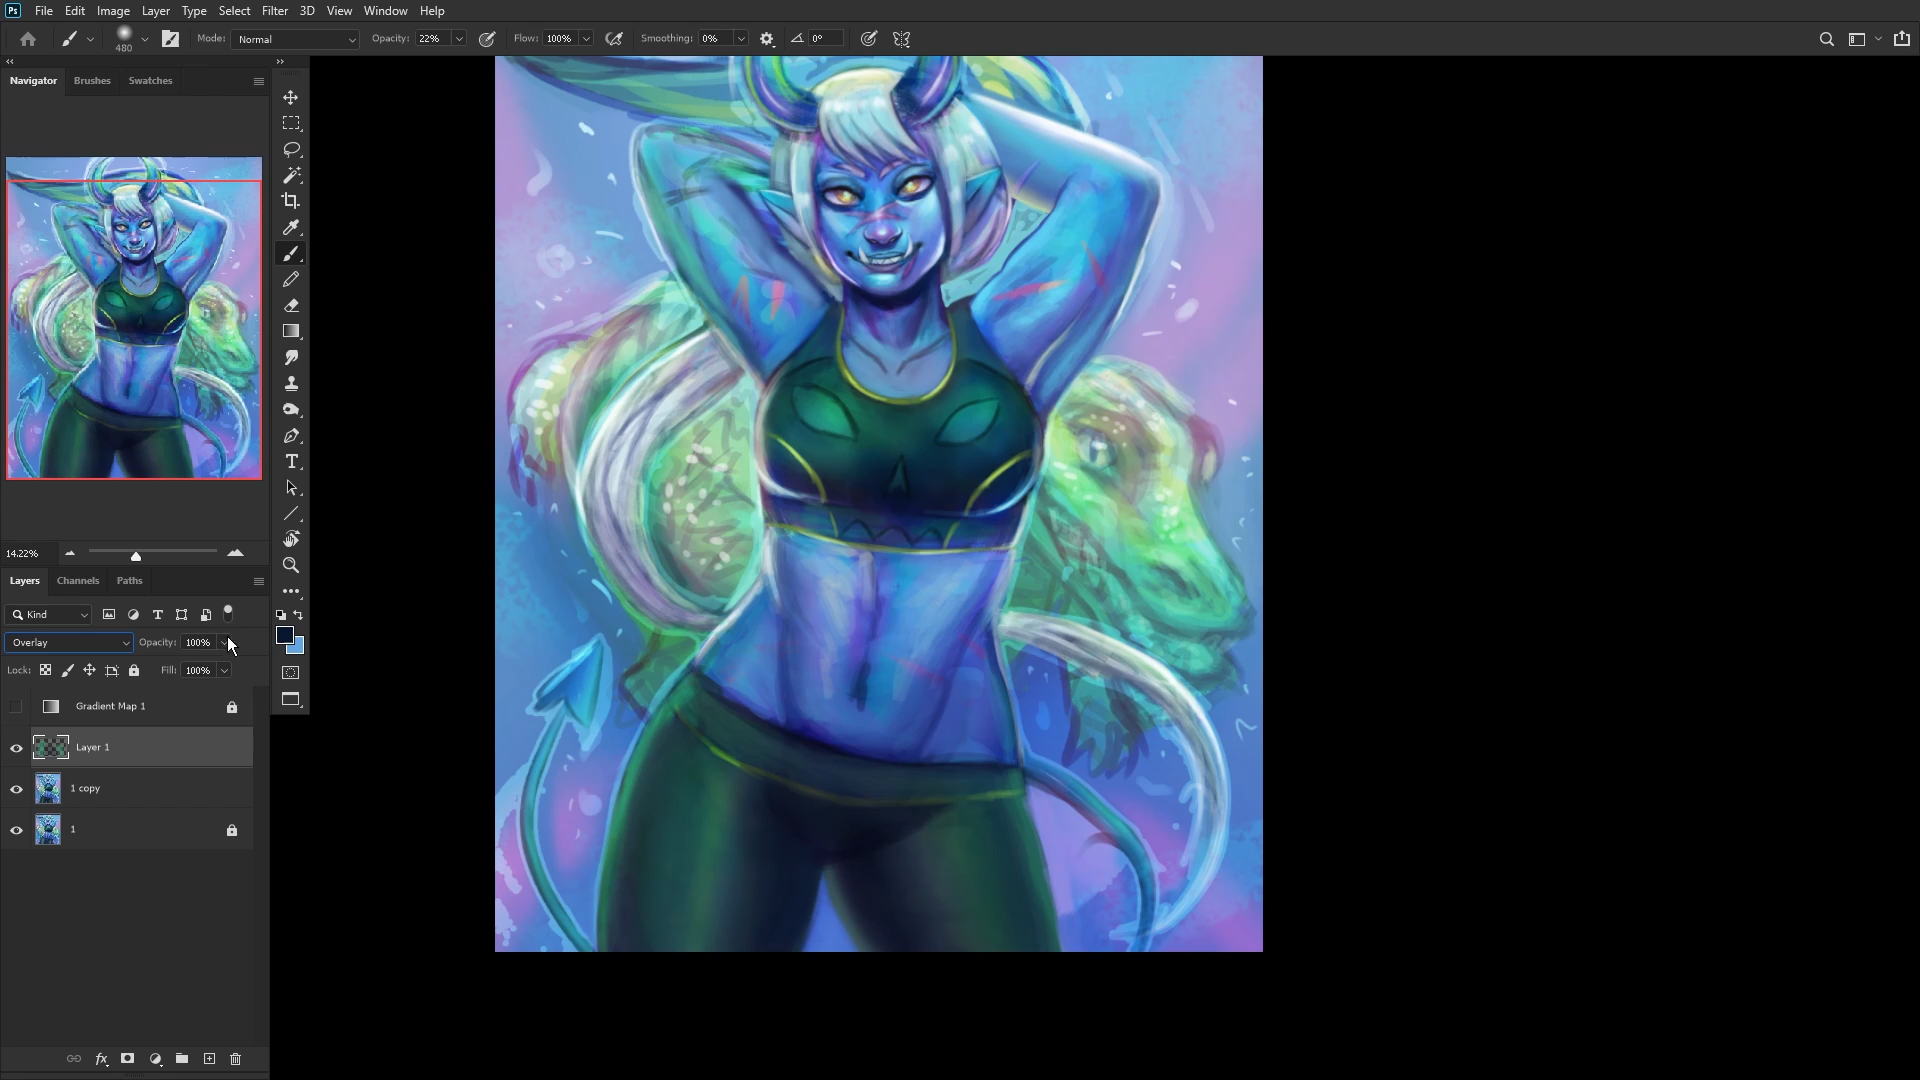 Ps File Edit Image Layer Type Select Filter 3D View Window Help
480 Mode: Normal Opacity: 22% Flow: 100% Smoothing: 0% 0°
Navigator Brushes Swatches
14.22%
Layers Channels Paths
Kind
Overlay Opacity: 100%
Lock: Fill: 100%
Gradient Map 1
Layer 1
1 copy
1